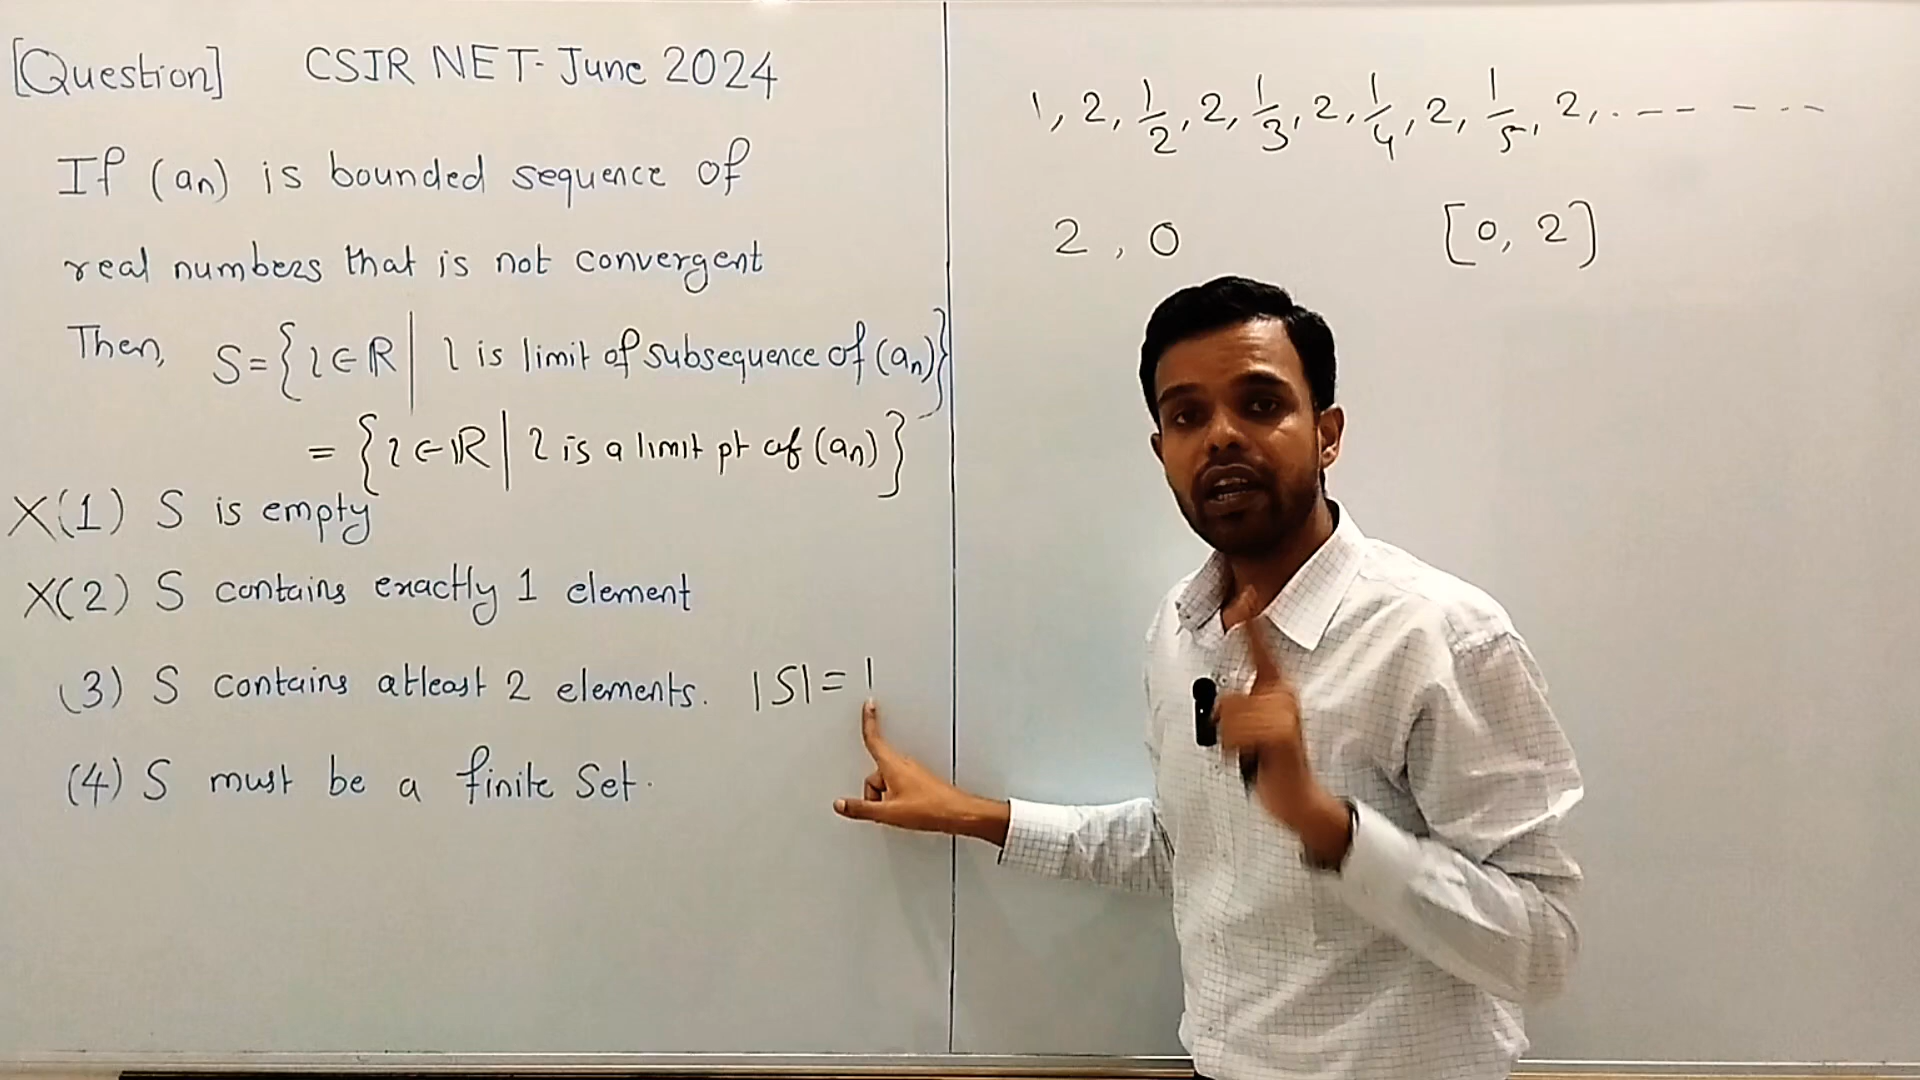 [Question] CSIR NET-June 2024
If (an) is bounded sequence of
real numbers that is not convergent
Then, S={l∈R| l is limit of subsequence of (an)}
= {l∈R| l is a limit pt of (an)}
X(1) S is empty
X(2) S contains exactly 1 element
(3) S contains atleast 2 elements. |S|=1
(4) S must be a finite set.
1, 2, 1/2, 2, 1/3, 2, 1/4, 2, 1/5, 2, .-- -- --
2, 0 [0, 2]